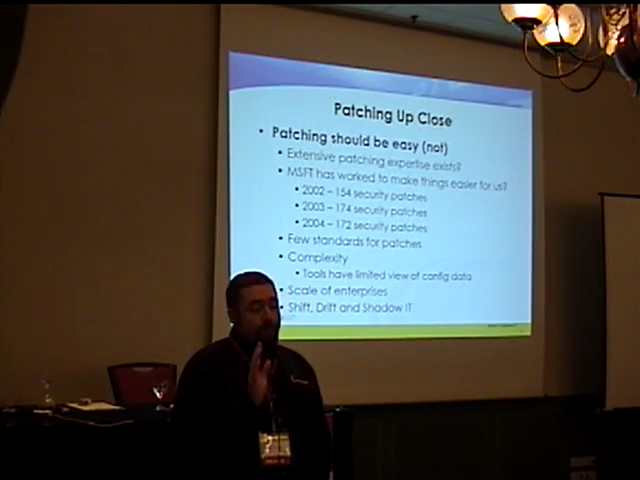 Patching Up Close
• Patching should be easy (not)
• Extensive patching expertise exists?
• MSFT has worked to make things easier for us?
• 2002 – 154 security patches
• 2003 – 174 security patches
• 2004 – 172 security patches
• Few standards for patches
• Complexity
• Tools have limited view of config data
• Scale of enterprises
• Shift, Drift and Shadow IT